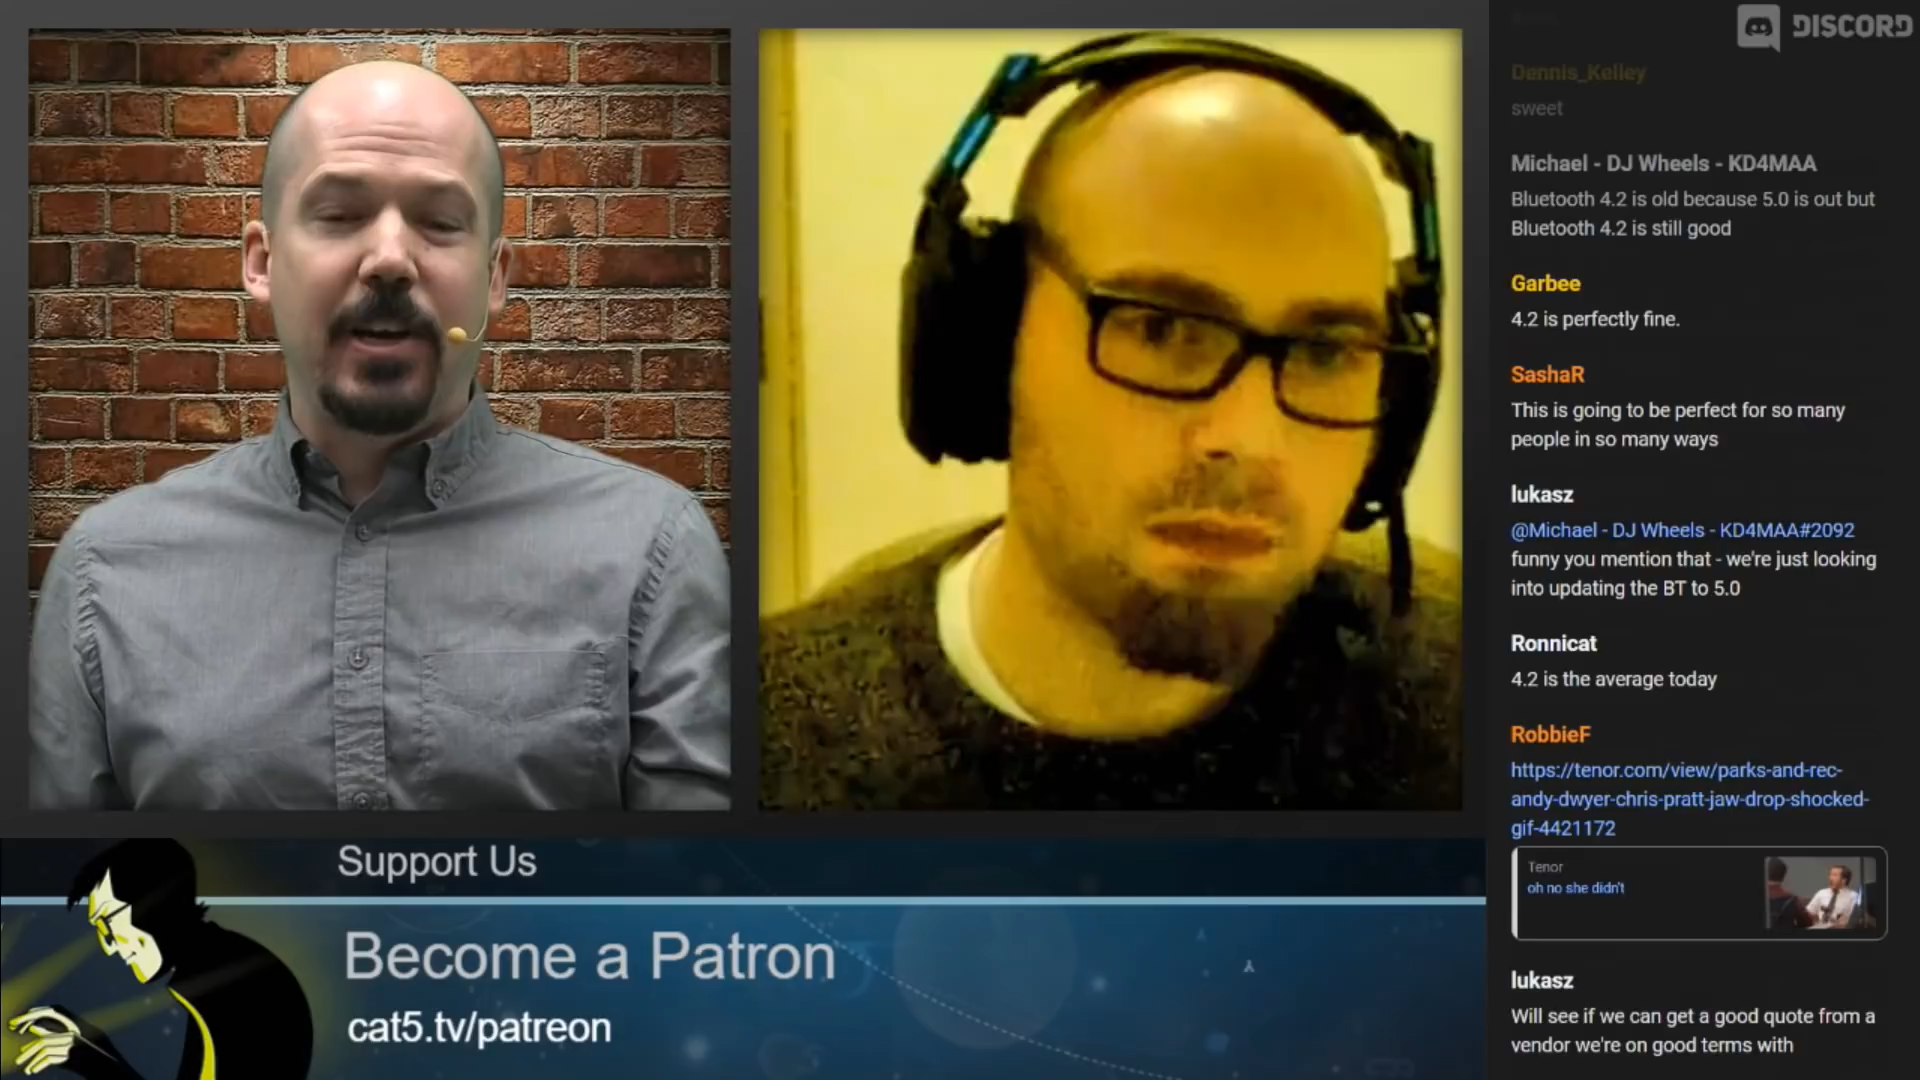 DISCORD
Dennis_Kelley
sweet
Michael - DJ Wheels - KD4MAA
Bluetooth 4.2 is old because 5.0 is out but
Bluetooth 4.2 is still good
Garbee
4.2 is perfectly fine.
SashaR
This is going to be perfect for so many
people in so many ways
lukasz
@Michael - DJ Wheels - KD4MAA#2092
funny you mention that - we're just looking
into updating the BT to 5.0
Ronnicat
4.2 is the average today
RobbieF
https://tenor.com/view/parks-and-rec-
andy-dwyer-chris-pratt-jaw-drop-shocked-
gif-4421172
Tenor
oh no she didn't
lukasz
Will see if we can get a good quote from a
vendor we're on good terms with
Support Us
Become a Patron
cat5.tv/patreon